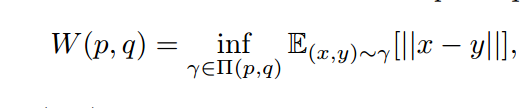 W(p, q) = inf_{γ∈Π(p,q)} 𝔼_{(x,y)∼γ}[||x − y||],